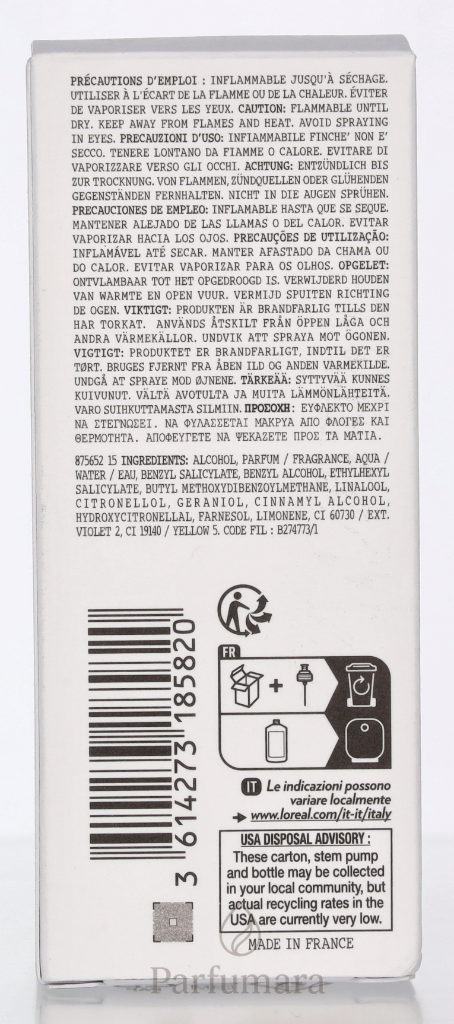 PRÉCAUTIONS D'EMPLOI : INFLAMMABLE JUSQU'À SÉCHAGE.
UTILISER À L'ÉCART DE LA FLAMME OU DE LA CHALEUR. ÉVITER
DE VAPORISER VERS LES YEUX. CAUTION: FLAMMABLE UNTIL
DRY. KEEP AWAY FROM FLAMES AND HEAT. AVOID SPRAYING
IN EYES. PRECAUZIONI D'USO: INFIAMMABILE FINCHE' NON E'
SECCO. TENERE LONTANO DA FIAMME O CALORE. EVITARE DI
VAPORIZZARE VERSO GLI OCCHI. ACHTUNG: ENTZÜNDLICH BIS
ZUR TROCKNUNG. VON FLAMMEN, ZÜNDQUELLEN ODER GLÜHENDEN
GEGENSTÄNDEN FERNHALTEN. NICHT IN DIE AUGEN SPRÜHEN.
PRECAUCIONES DE EMPLEO: INFLAMABLE HASTA QUE SE SEQUE.
MANTENER ALEJADO DE LAS LLAMAS O DEL CALOR. EVITAR
VAPORIZAR HACIA LOS OJOS. PRECAUÇÕES DE UTILIZAÇÃO:
INFLAMÁVEL ATÉ SECAR. MANTER AFASTADO DA CHAMA OU
DO CALOR. EVITAR VAPORIZAR PARA OS OLHOS. OPGELET:
ONTVLAMBAAR TOT HET OPGEDROOGD IS. VERWIJDERD HOUDEN
VAN WARMTE EN OPEN VUUR. VERMIJD SPUITEN RICHTING
DE OGEN. VIKTIGT: PRODUKTEN ÄR BRANDFARLIG TILLS DEN
HAR TORKAT. ANVÄNDS ÅTSKILT FRÅN ÖPPEN LÅGA OCH
ANDRA VÄRMEKÄLLOR. UNDVIK ATT SPRAYA MOT ÖGONEN.
VIGTIGT: PRODUKTET ER BRANDFARLIGT, INDTIL DET ER
TØRT. BRUGES FJERNT FRA ÅBEN ILD OG ANDEN VARMEKILDE.
UNDGÅ AT SPRAYE MOD ØJNENE. TÄRKEÄÄ: SYTTYVÄÄ KUNNES
KUIVUNUT. VÄLTÄ AVOTULTA JA MUITA LÄMMÖNLÄHTEITÄ.
VARO SUIHKUTTAMASTA SILMIIN. ΠΡΟΣΟΧΗ: ΕΥΦΛΕΚΤΟ ΜΕΧΡΙ
ΝΑ ΣΤΕΓΝΩΣΕΙ. ΝΑ ΦΥΛΑΣΣΕΤΑΙ ΜΑΚΡΥΑ ΑΠΟ ΦΛΟΓΕΣ ΚΑΙ
ΘΕΡΜΟΤΗΤΑ. ΑΠΟΦΕΥΓΕΤΕ ΝΑ ΨΕΚΑΖΕΤΕ ΠΡΟΣ ΤΑ ΜΑΤΙΑ.
875652 15 INGREDIENTS: ALCOHOL, PARFUM / FRAGRANCE, AQUA /
WATER / EAU, BENZYL SALICYLATE, BENZYL ALCOHOL, ETHYLHEXYL
SALICYLATE, BUTYL METHOXYDIBENZOYLMETHANE, LINALOOL,
CITRONELLOL, GERANIOL, CINNAMYL ALCOHOL,
HYDROXYCITRONELLAL, FARNESOL, LIMONENE, CI 60730 / EXT.
VIOLET 2, CI 19140 / YELLOW 5. CODE FIL : B274773/1
3 614273 185820
FR
IT Le indicazioni possono
variare localmente
www.loreal.com/it-it/italy
USA DISPOSAL ADVISORY :
These carton, stem pump
and bottle may be collected
in your local community, but
actual recycling rates in the
USA are currently very low.
MADE IN FRANCE
Parfumara